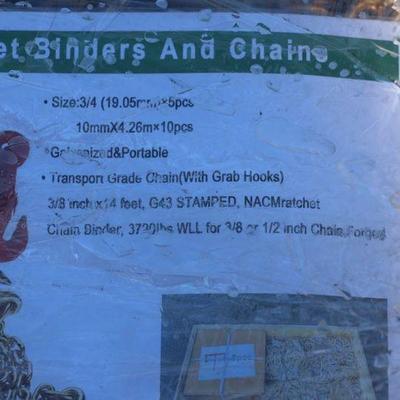 et Binders And Chains
• Size:3/4 (19.05mm)×5pcs
10mmX4.26m×10pcs
*Galvanized&Portable
• Transport Grade Chain(With Grab Hooks)
3/8 inch x14 feet, G43 STAMPED, NACMratchet
Chain Binder, 3720lbs WLL for 3/8 or 1/2 inch Chain,Forged